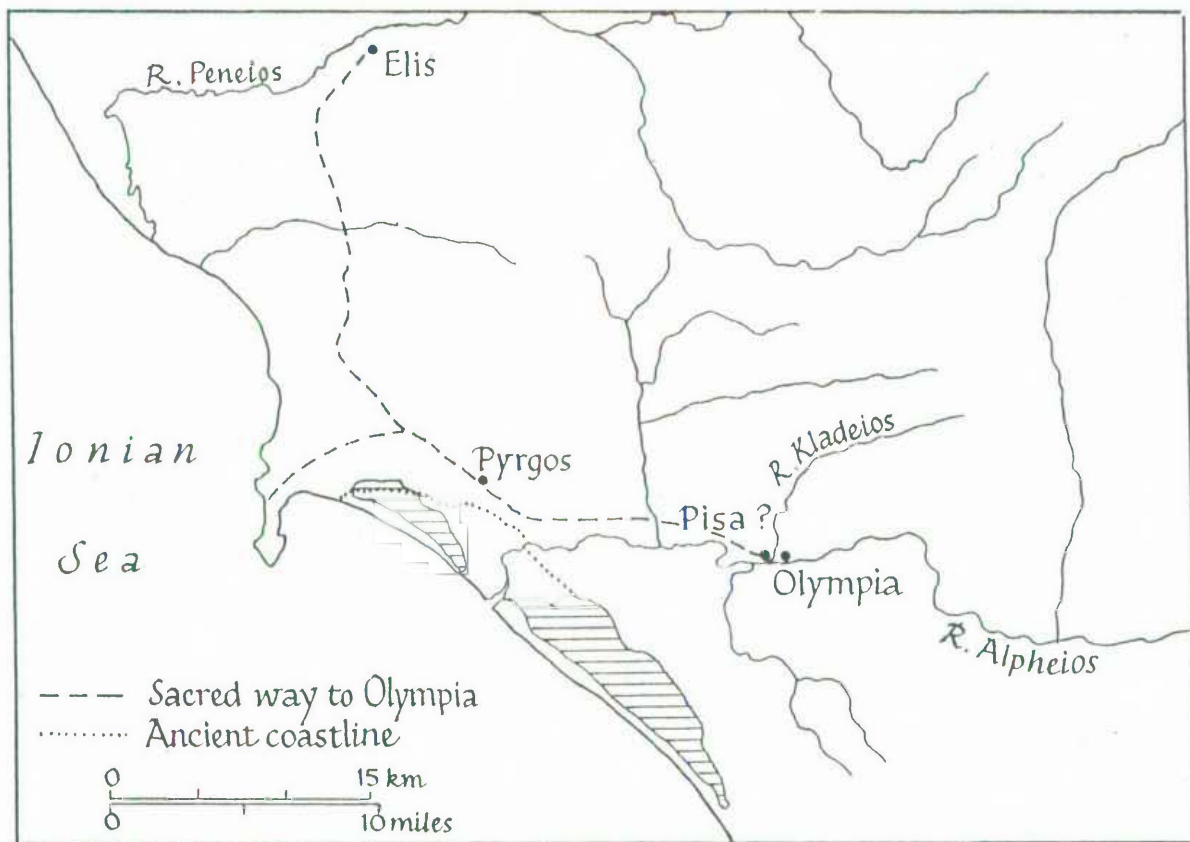 R. Peneios
Elis
Ionian
Sea
Pyrgos
R. Kladeios
Pisa ?
Olympia
R. Alpheios
Sacred way to Olympia
Ancient coastline
0 15 km
0 10 miles